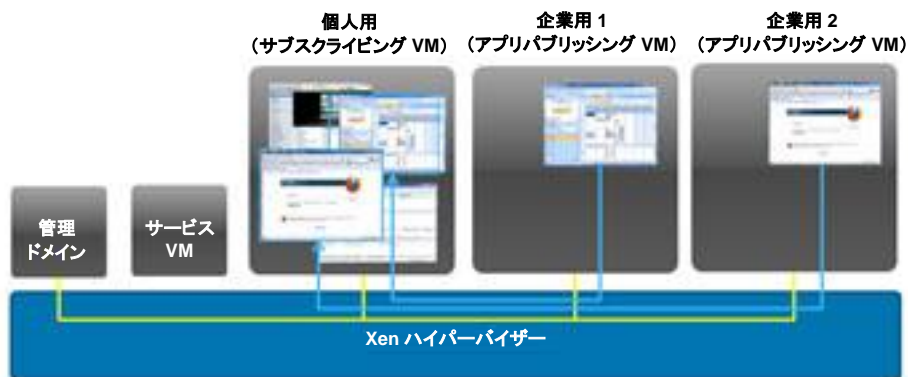 個人用
（サブスクライビング VM）
企業用 1
（アプリパブリッシング VM）
企業用 2
（アプリパブリッシング VM）
管理
ドメイン
サービス
VM
Xen ハイパーバイザー